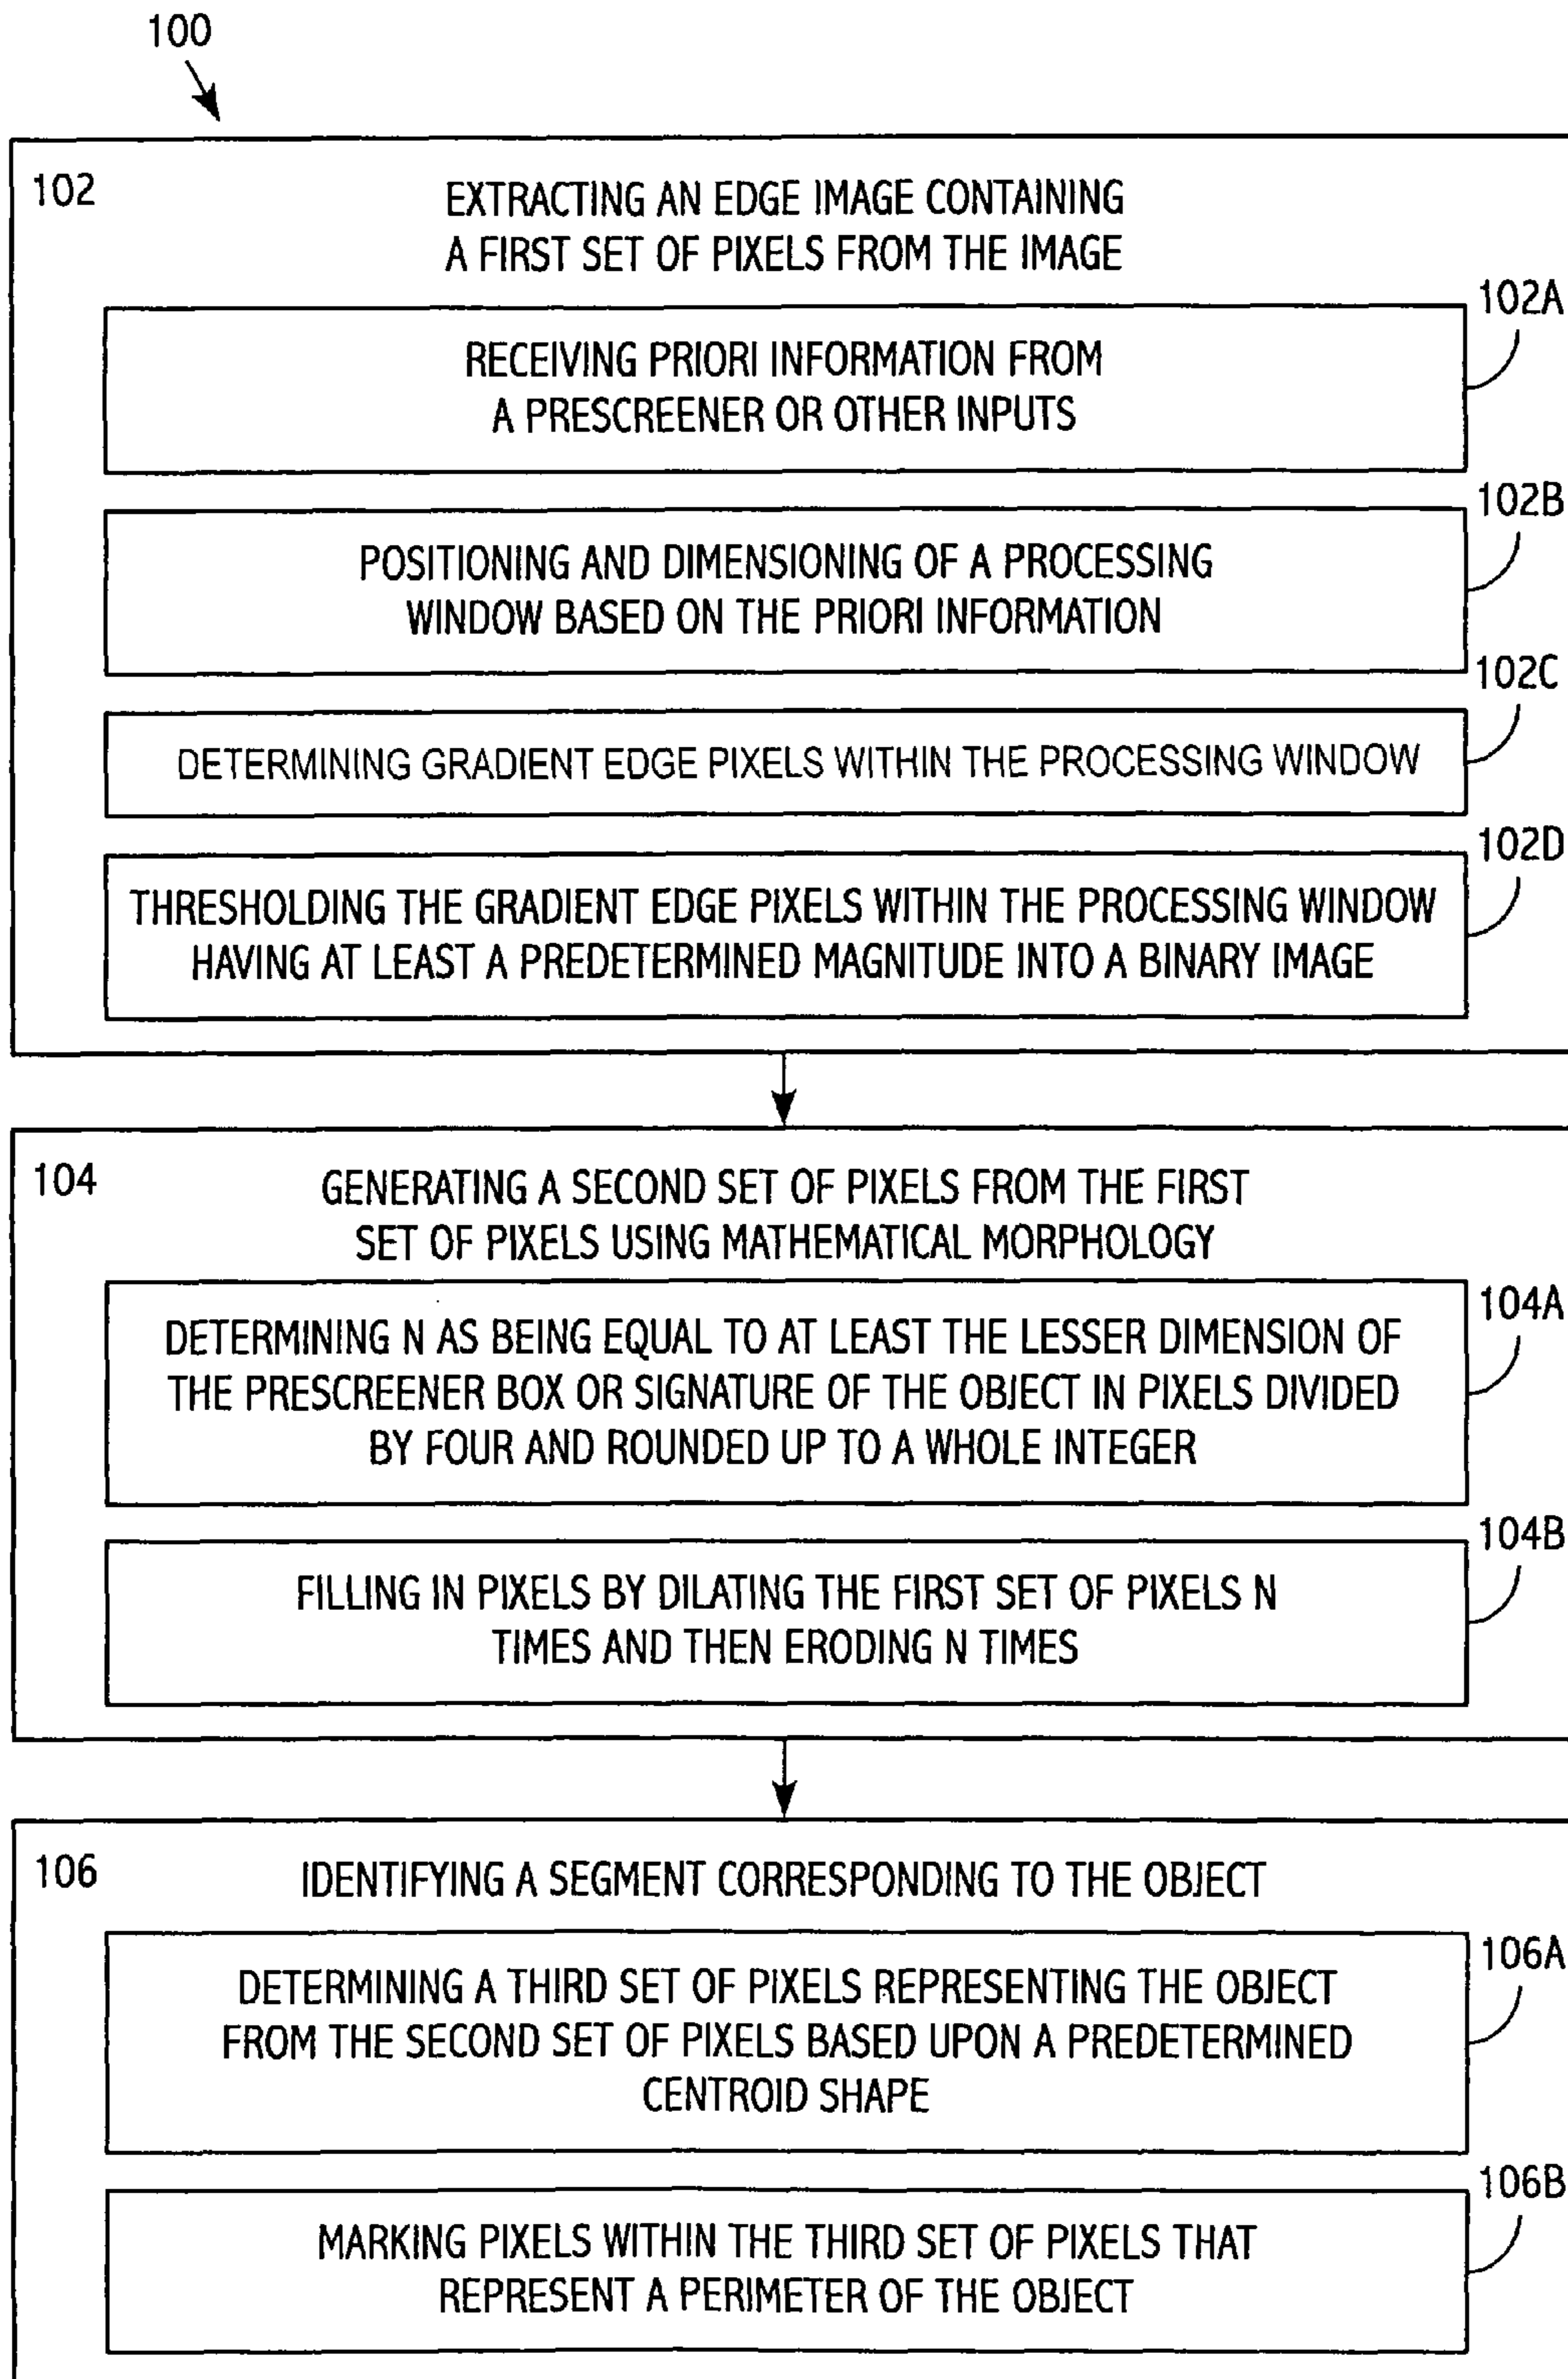 100
102
EXTRACTING AN EDGE IMAGE CONTAINING
A FIRST SET OF PIXELS FROM THE IMAGE
102A
RECEIVING PRIORI INFORMATION FROM
A PRESCREENER OR OTHER INPUTS
102B
POSITIONING AND DIMENSIONING OF A PROCESSING
WINDOW BASED ON THE PRIORI INFORMATION
102C
DETERMINING GRADIENT EDGE PIXELS WITHIN THE PROCESSING WINDOW
102D
THRESHOLDING THE GRADIENT EDGE PIXELS WITHIN THE PROCESSING WINDOW
HAVING AT LEAST A PREDETERMINED MAGNITUDE INTO A BINARY IMAGE
104
GENERATING A SECOND SET OF PIXELS FROM THE FIRST
SET OF PIXELS USING MATHEMATICAL MORPHOLOGY
104A
DETERMINING N AS BEING EQUAL TO AT LEAST THE LESSER DIMENSION OF
THE PRESCREENER BOX OR SIGNATURE OF THE OBJECT IN PIXELS DIVIDED
BY FOUR AND ROUNDED UP TO A WHOLE INTEGER
104B
FILLING IN PIXELS BY DILATING THE FIRST SET OF PIXELS N
TIMES AND THEN ERODING N TIMES
106
IDENTIFYING A SEGMENT CORRESPONDING TO THE OBJECT
106A
DETERMINING A THIRD SET OF PIXELS REPRESENTING THE OBJECT
FROM THE SECOND SET OF PIXELS BASED UPON A PREDETERMINED
CENTROID SHAPE
106B
MARKING PIXELS WITHIN THE THIRD SET OF PIXELS THAT
REPRESENT A PERIMETER OF THE OBJECT